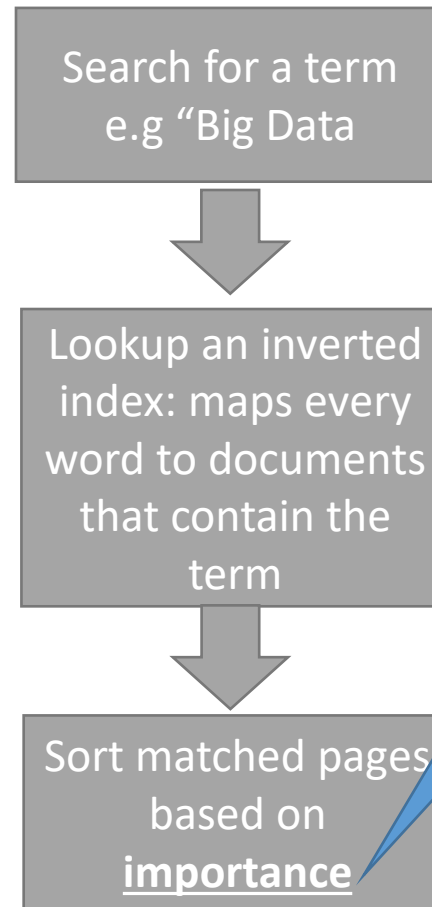 Search for a term
e.g “Big Data
Lookup an inverted
index: maps every
word to documents
that contain the
term
Sort matched pages
based on
importance